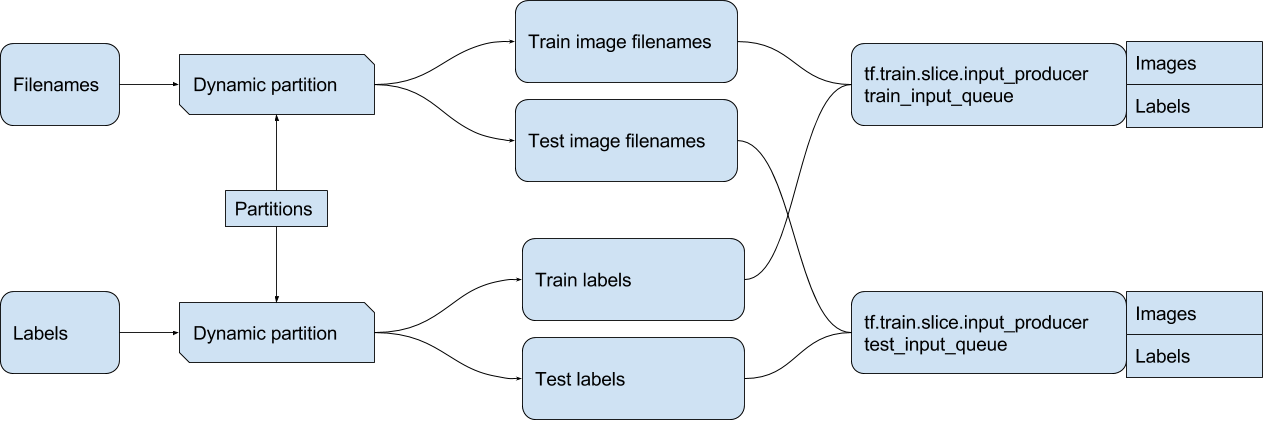 Filenames
Dynamic partition
Train image filenames
Test image filenames
tf.train.slice.input_producer
train_input_queue
Images
Labels
Partitions
Labels
Dynamic partition
Train labels
Test labels
tf.train.slice.input_producer
test_input_queue
Images
Labels